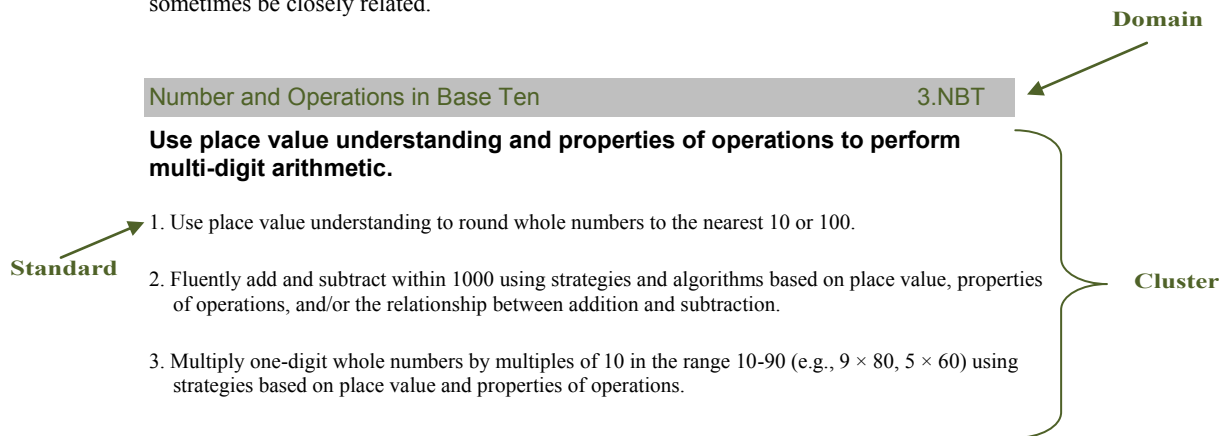 sometimes be closely related.
Domain
Number and Operations in Base Ten 3.NBT
Use place value understanding and properties of operations to perform
multi-digit arithmetic.
1. Use place value understanding to round whole numbers to the nearest 10 or 100.
Standard
2. Fluently add and subtract within 1000 using strategies and algorithms based on place value, properties
of operations, and/or the relationship between addition and subtraction.
Cluster
3. Multiply one-digit whole numbers by multiples of 10 in the range 10-90 (e.g., 9 × 80, 5 × 60) using
strategies based on place value and properties of operations.